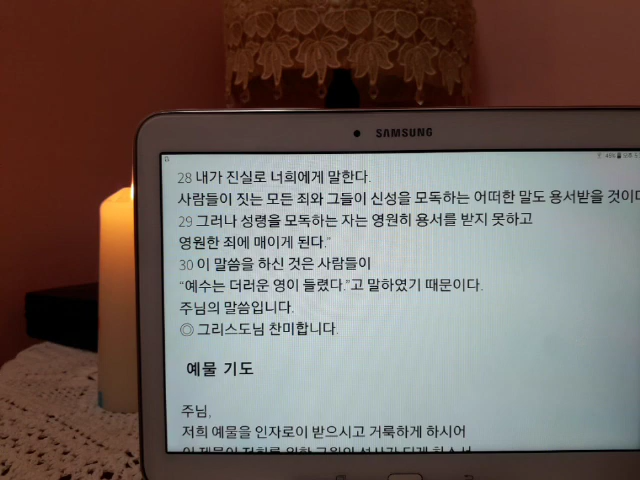 SAMSUNG
45%
28 내가 진실로 너희에게 말한다.
사람들이 짓는 모든 죄와 그들이 신성을 모독하는 어떠한 말도 용서받을 것이다
29 그러나 성령을 모독하는 자는 영원히 용서를 받지 못하고
영원한 죄에 매이게 된다.”
30 이 말씀을 하신 것은 사람들이
“예수는 더러운 영이 들렸다.”고 말하였기 때문이다.
주님의 말씀입니다.
◎ 그리스도님 찬미합니다.
예물 기도
주님,
저희 예물을 인자로이 받으시고 거룩하게 하시어